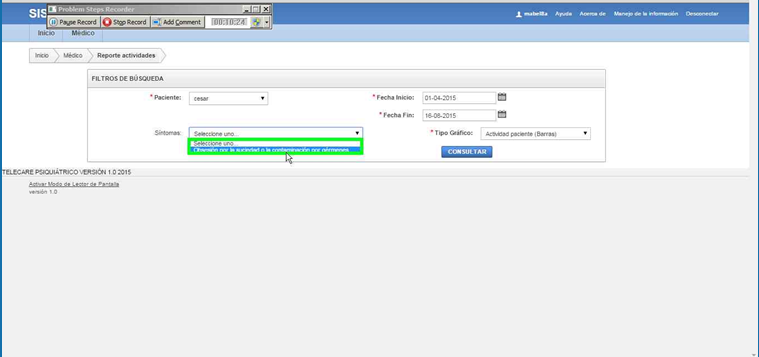 Problem Steps Recorder
SIS
Pause Record Stop Record Add Comment 00:10:24
mabellla Ayuda Acerca de Manejo de la información Desconectar
Inicio Médico
Inicio Médico Reporte actividades
FILTROS DE BÚSQUEDA
* Paciente: cesar * Fecha Inicio: 01-04-2015
* Fecha Fin: 16-06-2015
Síntomas: Seleccione uno... * Tipo Gráfico: Actividad paciente (Barras)
Seleccione uno...
Obsesión por la suciedad o la contaminación por gérmenes
CONSULTAR
TELECARE PSIQUIÁTRICO VERSIÓN 1.0 2015
Activar Modo de Lector de Pantalla
versión 1.0